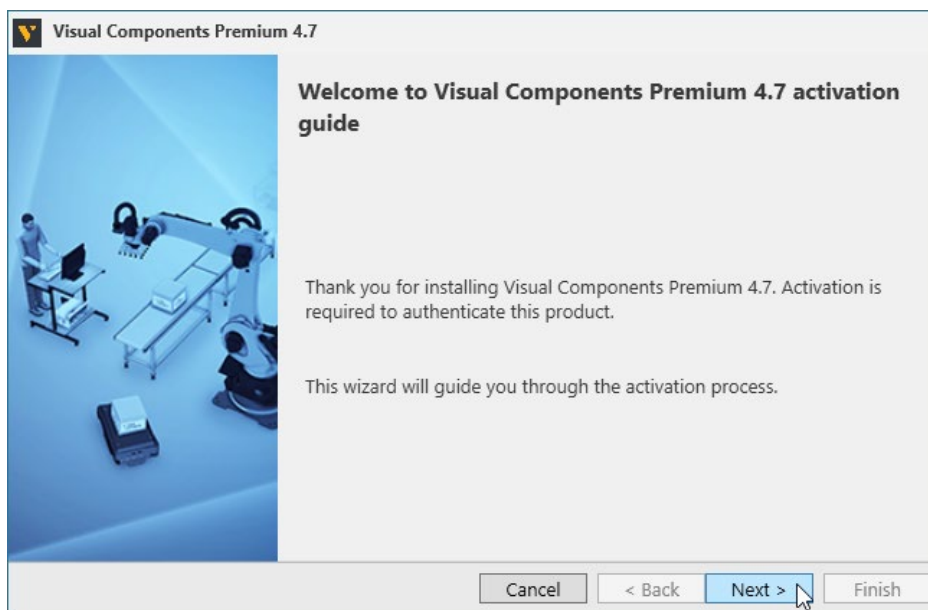 Visual Components Premium 4.7
Welcome to Visual Components Premium 4.7 activation
guide
Thank you for installing Visual Components Premium 4.7. Activation is
required to authenticate this product.
This wizard will guide you through the activation process.
Cancel
< Back
Next >
Finish